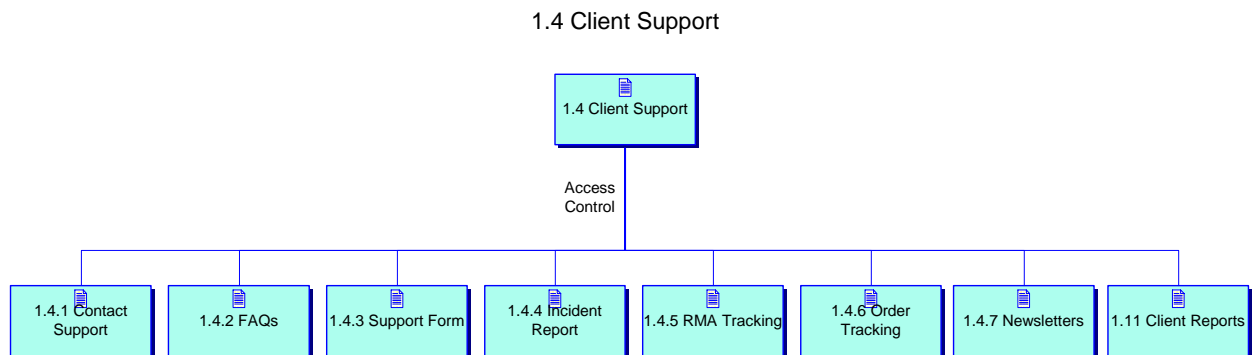 1.4 Client Support
1.4 Client Support
Access
Control
1.4.1 Contact
Support
1.4.2 FAQs
1.4.3 Support Form
1.4.4 Incident
Report
1.4.5 RMA Tracking
1.4.6 Order
Tracking
1.4.7 Newsletters
1.11 Client Reports